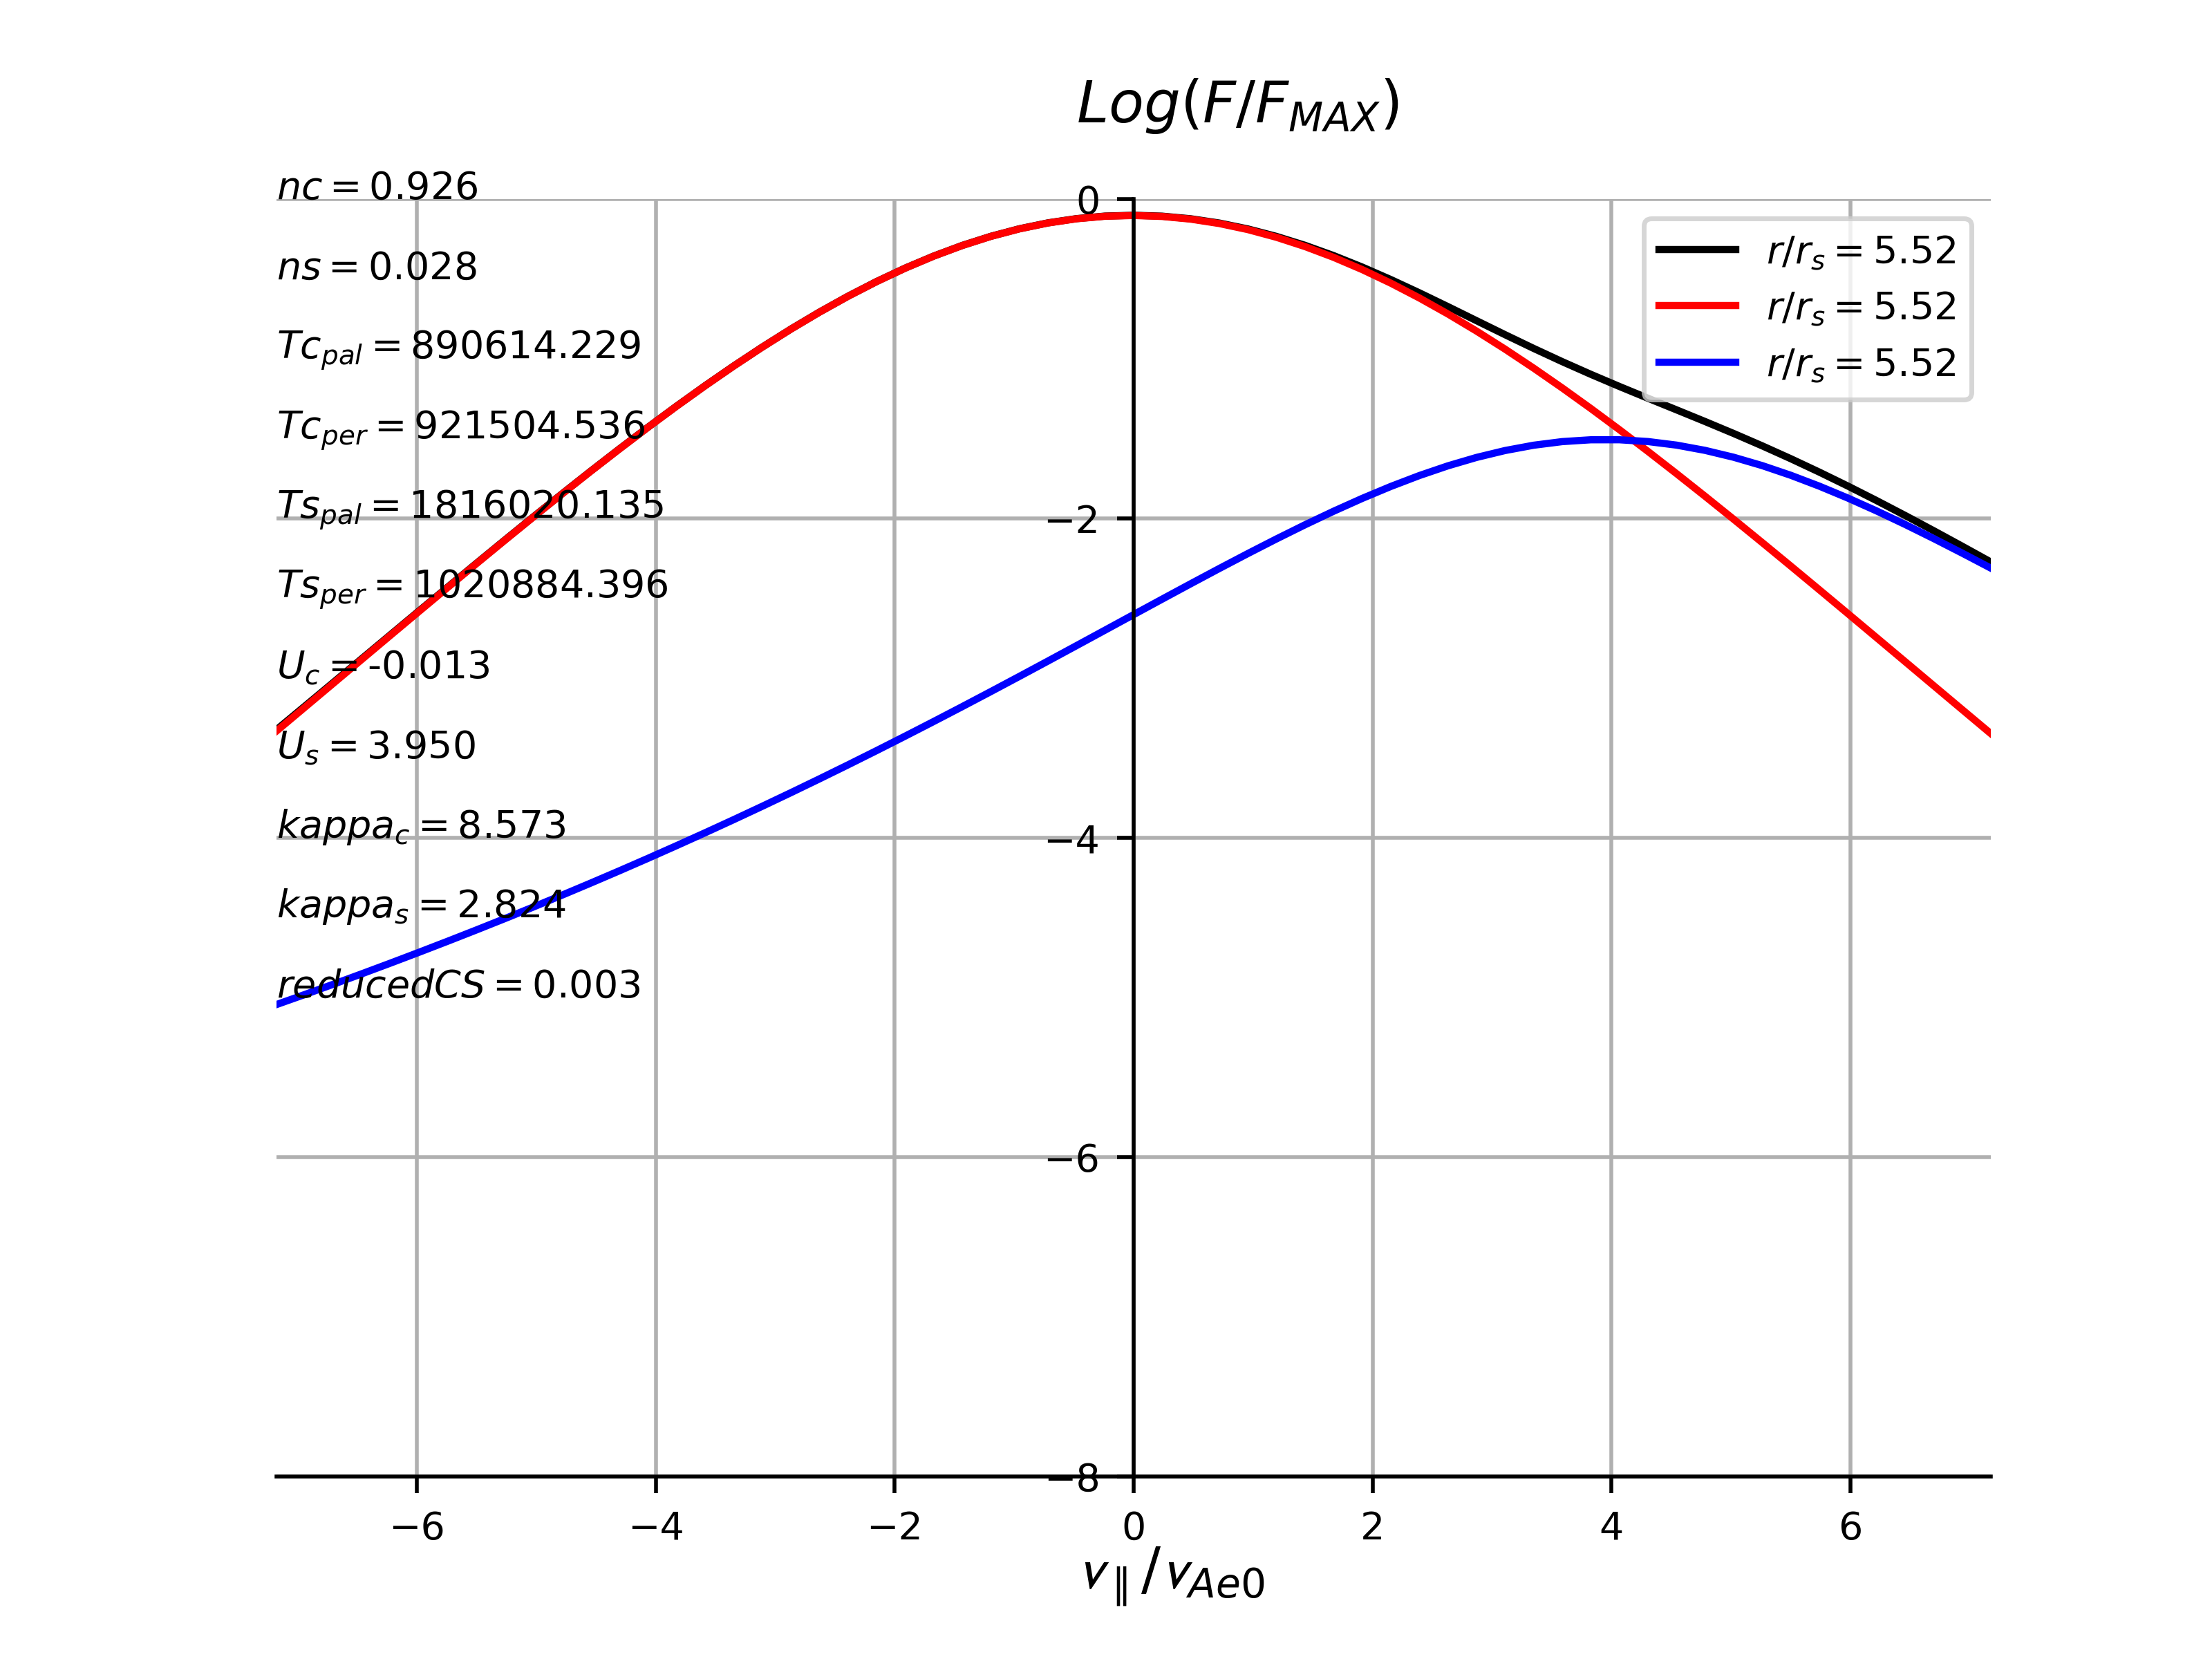 Log(F/F_MAX)
nc = 0.926
ns = 0.028
Tc_pal = 890614.229
Tc_per = 921504.536
Ts_pal = 1816020.135
Ts_per = 1020884.396
U_c = -0.013
U_s = 3.950
kappa_c = 8.573
kappa_s = 2.824
reducedCS = 0.003
0
−2
−4
−6
−8
r/r_s = 5.52
r/r_s = 5.52
r/r_s = 5.52
−6 −4 −2 0 2 4 6
v_∥/v_Ae0